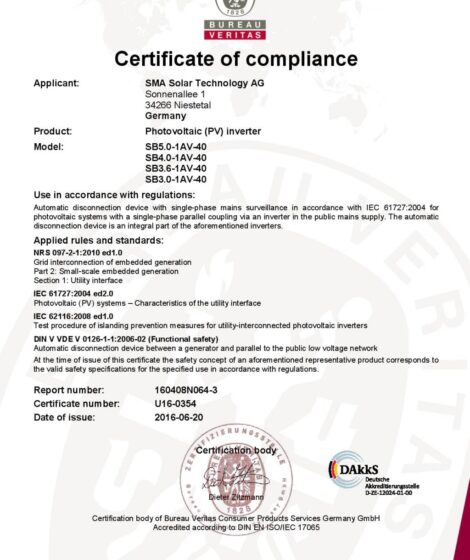 1828
BUREAU
VERITAS
Certificate of compliance
Applicant: SMA Solar Technology AG
Sonnenallee 1
34266 Niestetal
Germany
Product: Photovoltaic (PV) inverter
Model: SB5.0-1AV-40
SB4.0-1AV-40
SB3.6-1AV-40
SB3.0-1AV-40
Use in accordance with regulations:
Automatic disconnection device with single-phase mains surveillance in accordance with IEC 61727:2004 for
photovoltaic systems with a single-phase parallel coupling via an inverter in the public mains supply. The automatic
disconnection device is an integral part of the aforementioned inverters.
Applied rules and standards:
NRS 097-2-1:2010 ed1.0
Grid interconnection of embedded generation
Part 2: Small-scale embedded generation
Section 1: Utility interface
IEC 61727:2004 ed2.0
Photovoltaic (PV) systems – Characteristics of the utility interface
IEC 62116:2008 ed1.0
Test procedure of islanding prevention measures for utility-interconnected photovoltaic inverters
DIN V VDE V 0126-1-1:2006-02 (Functional safety)
Automatic disconnection device between a generator and parallel to the public low voltage network
At the time of issue of this certificate the safety concept of an aforementioned representative product corresponds to
the valid safety specifications for the specified use in accordance with regulations.
Report number: 160408N064-3
Certificate number: U16-0354
Date of issue: 2016-06-20
ZERTIFIZIERUNGSSTELLE
Certification body
Dieter Zitzmann
1828
DAkkS
Deutsche
Akkreditierungsstelle
D-ZE-12024-01-00
Certification body of Bureau Veritas Consumer Products Services Germany GmbH
Accredited according to DIN EN ISO/IEC 17065